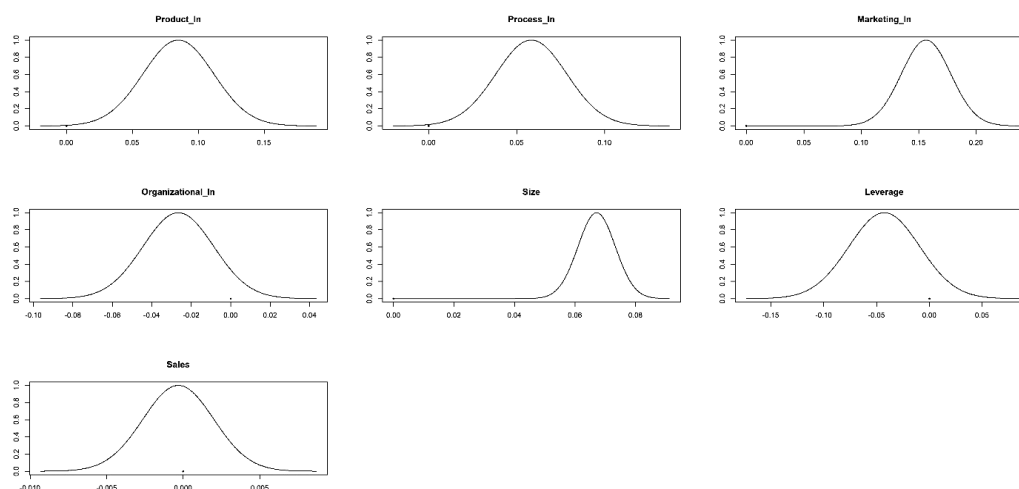 Product_In
Process_In
Marketing_In
0.0 0.2 0.4 0.6 0.8 1.0
0.00 0.05 0.10 0.15
0.0 0.2 0.4 0.6 0.8 1.0
0.00 0.05 0.10
0.0 0.2 0.4 0.6 0.8 1.0
0.00 0.05 0.10 0.15 0.20
Organizational_In
Size
Leverage
0.0 0.2 0.4 0.6 0.8 1.0
-0.10 -0.08 -0.06 -0.04 -0.02 0.00 0.02 0.04
0.0 0.2 0.4 0.6 0.8 1.0
0.00 0.02 0.04 0.06 0.08
0.0 0.2 0.4 0.6 0.8 1.0
-0.15 -0.10 -0.05 0.00 0.05
Sales
0.0 0.2 0.4 0.6 0.8 1.0
-0.010 -0.005 0.000 0.005